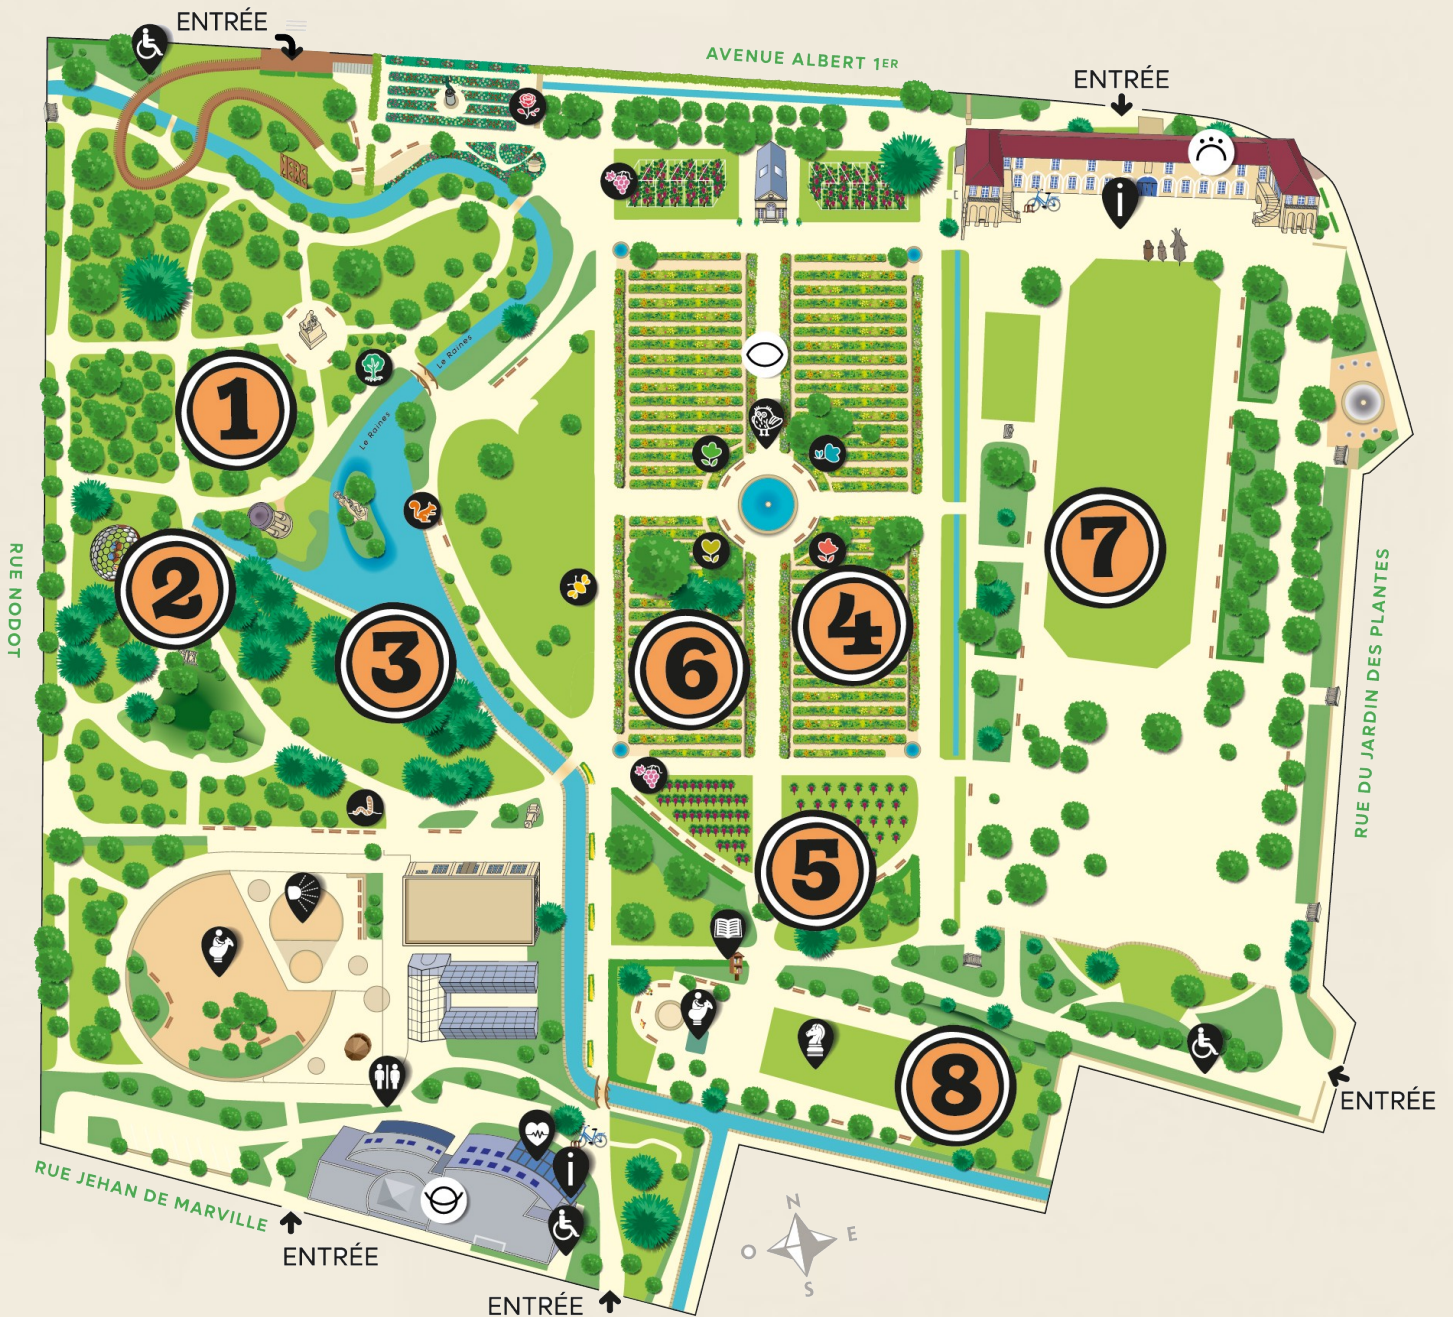 ENTRÉE
AVENUE ALBERT 1ER
ENTRÉE
i
Le Raines
Le Raines
1
2
3
4
5
6
7
8
RUE NODOT
RUE DU JARDIN DES PLANTES
ENTRÉE
i
RUE JEHAN DE MARVILLE
ENTRÉE
ENTRÉE
N
E
S
O